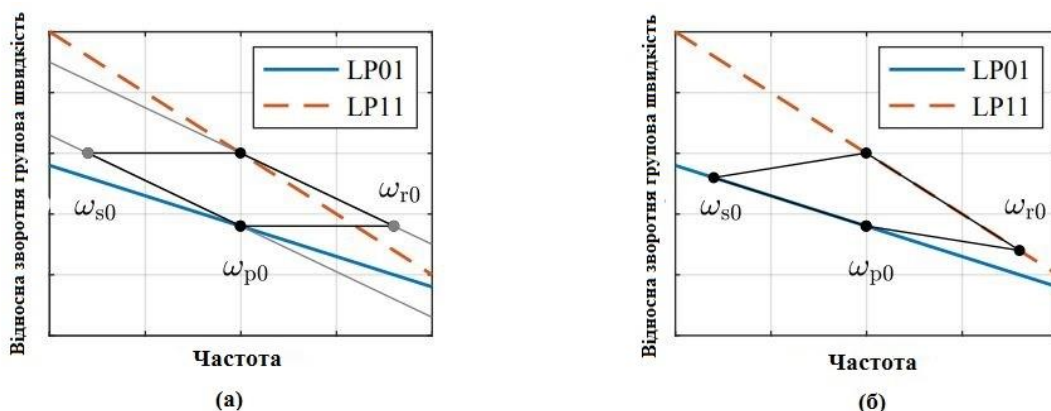 Відносна зворотня групова швидкість
LP01
LP11
ωs0
ωr0
ωp0
Частота
(а)
Відносна зворотня групова швидкість
LP01
LP11
ωs0
ωr0
ωp0
Частота
(б)